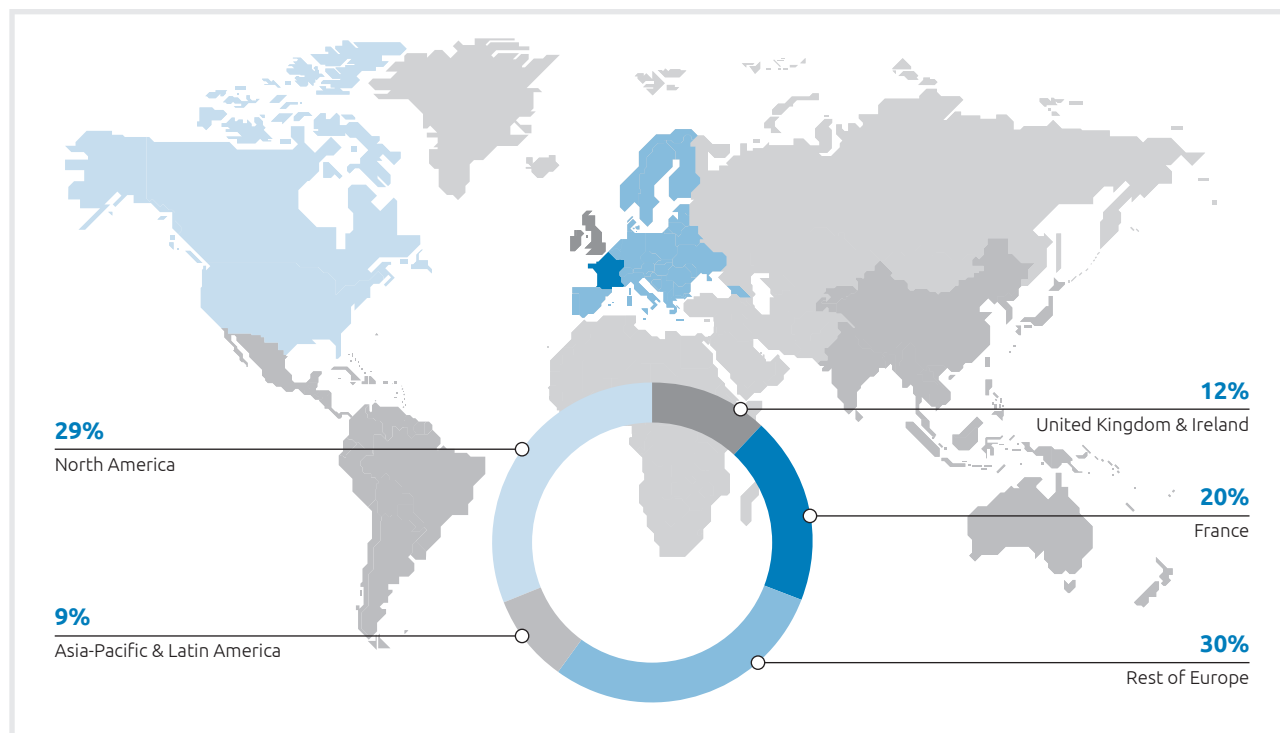 12%
United Kingdom & Ireland
29%
North America
20%
France
9%
Asia-Pacific & Latin America
30%
Rest of Europe